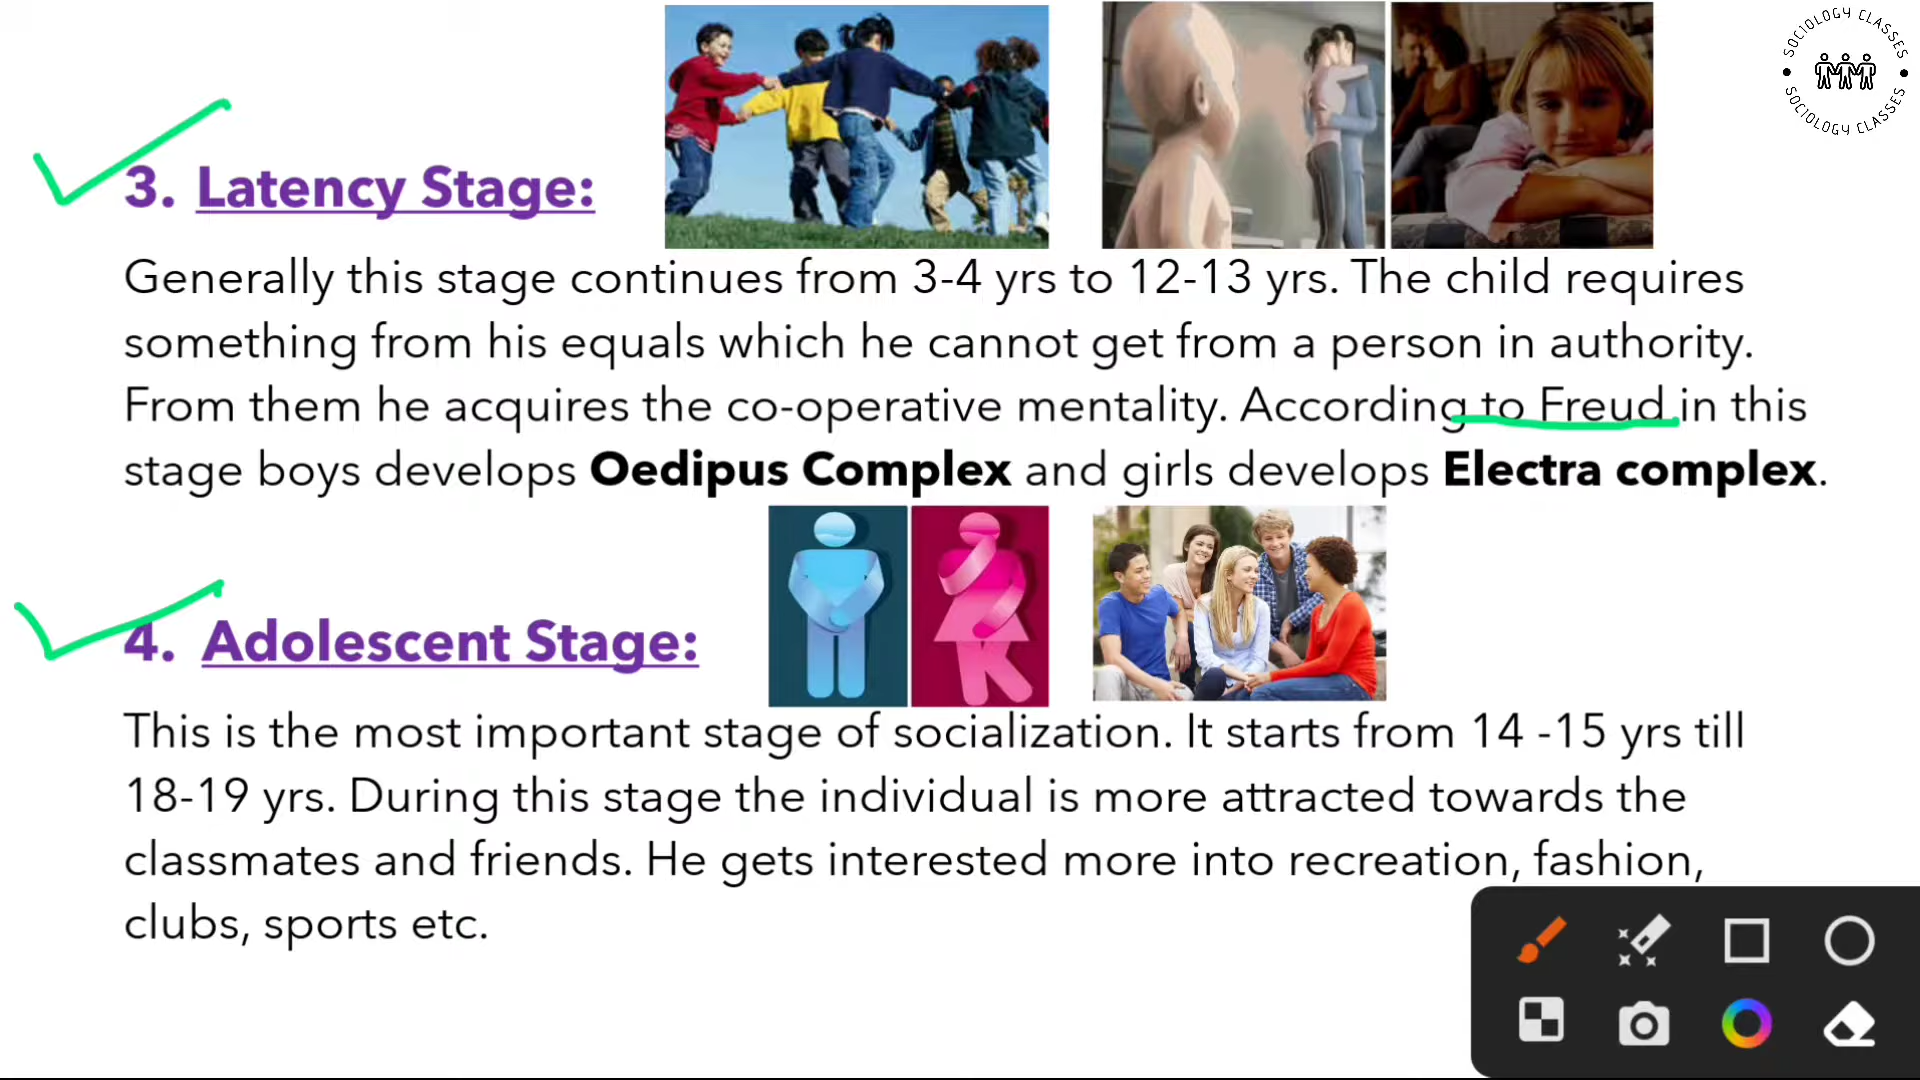 SOCIOLOGY CLASSES
SOCIOLOGY CLASSES
3. Latency Stage:
Generally this stage continues from 3-4 yrs to 12-13 yrs. The child requires
something from his equals which he cannot get from a person in authority.
From them he acquires the co-operative mentality. According to Freud in this
stage boys develops Oedipus Complex and girls develops Electra complex.
4. Adolescent Stage:
This is the most important stage of socialization. It starts from 14 -15 yrs till
18-19 yrs. During this stage the individual is more attracted towards the
classmates and friends. He gets interested more into recreation, fashion,
clubs, sports etc.